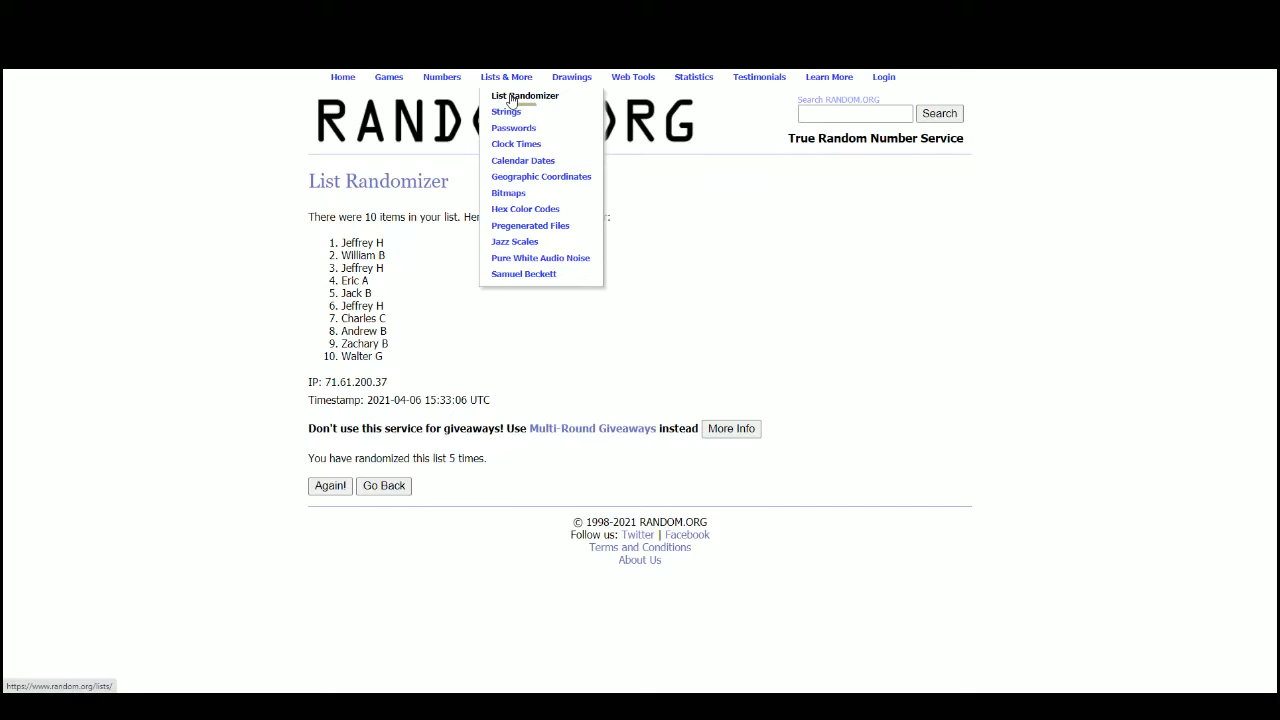 Home Games Numbers Lists & More Drawings Web Tools Statistics Testimonials Learn More Login
List Randomizer
Strings
Passwords
Clock Times
Calendar Dates
Geographic Coordinates
Bitmaps
Hex Color Codes
Pregenerated Files
Jazz Scales
Pure White Audio Noise
Samuel Beckett
RAND RG
Search RANDOM.ORG
Search
True Random Number Service
List Randomizer
There were 10 items in your list. Her :
1. Jeffrey H
2. William B
3. Jeffrey H
4. Eric A
5. Jack B
6. Jeffrey H
7. Charles C
8. Andrew B
9. Zachary B
10. Walter G
IP: 71.61.200.37
Timestamp: 2021-04-06 15:33:06 UTC
Don't use this service for giveaways! Use Multi-Round Giveaways instead More Info
You have randomized this list 5 times.
Again! Go Back
© 1998-2021 RANDOM.ORG
Follow us: Twitter | Facebook
Terms and Conditions
About Us
https://www.random.org/lists/